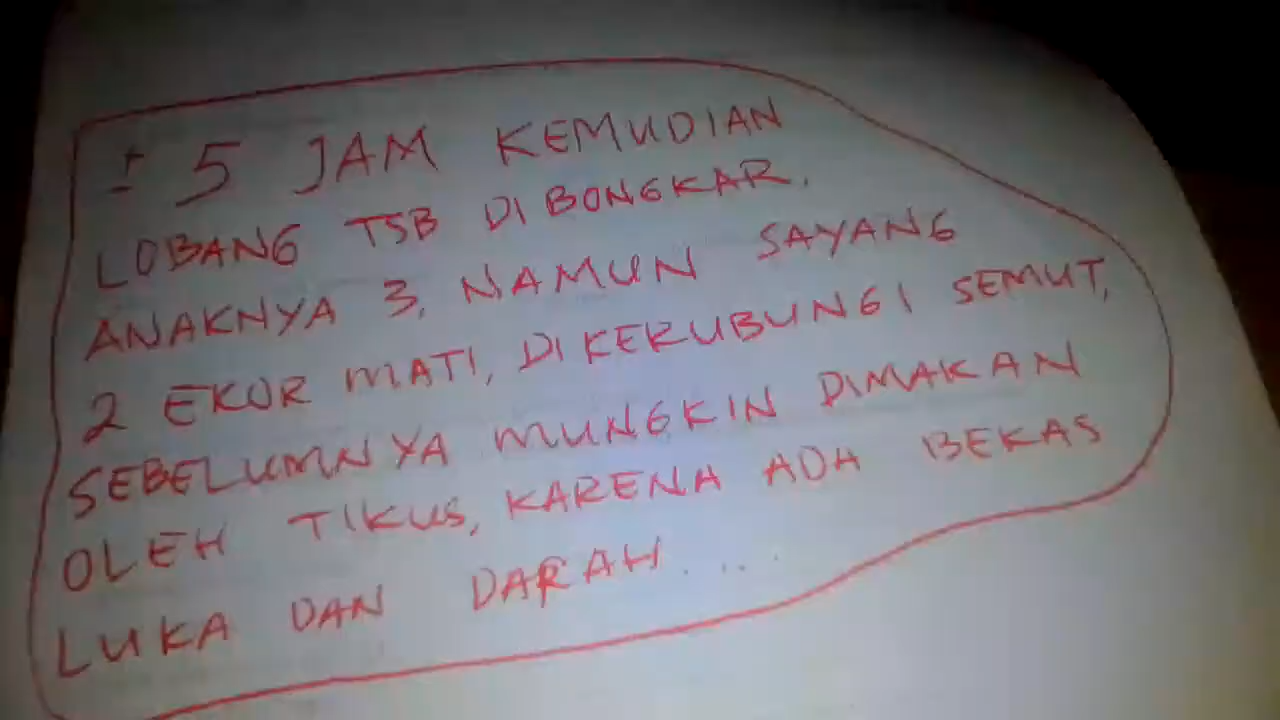 ± 5 JAM KEMUDIAN
LOBANG TSB DIBONGKAR.
ANAKNYA 3, NAMUN SAYANG
2 EKOR MATI, DIKERUBUNGI SEMUT,
SEBELUMNYA MUNGKIN DIMAKAN
OLEH TIKUS, KARENA ADA BEKAS
LUKA DAN DARAH....